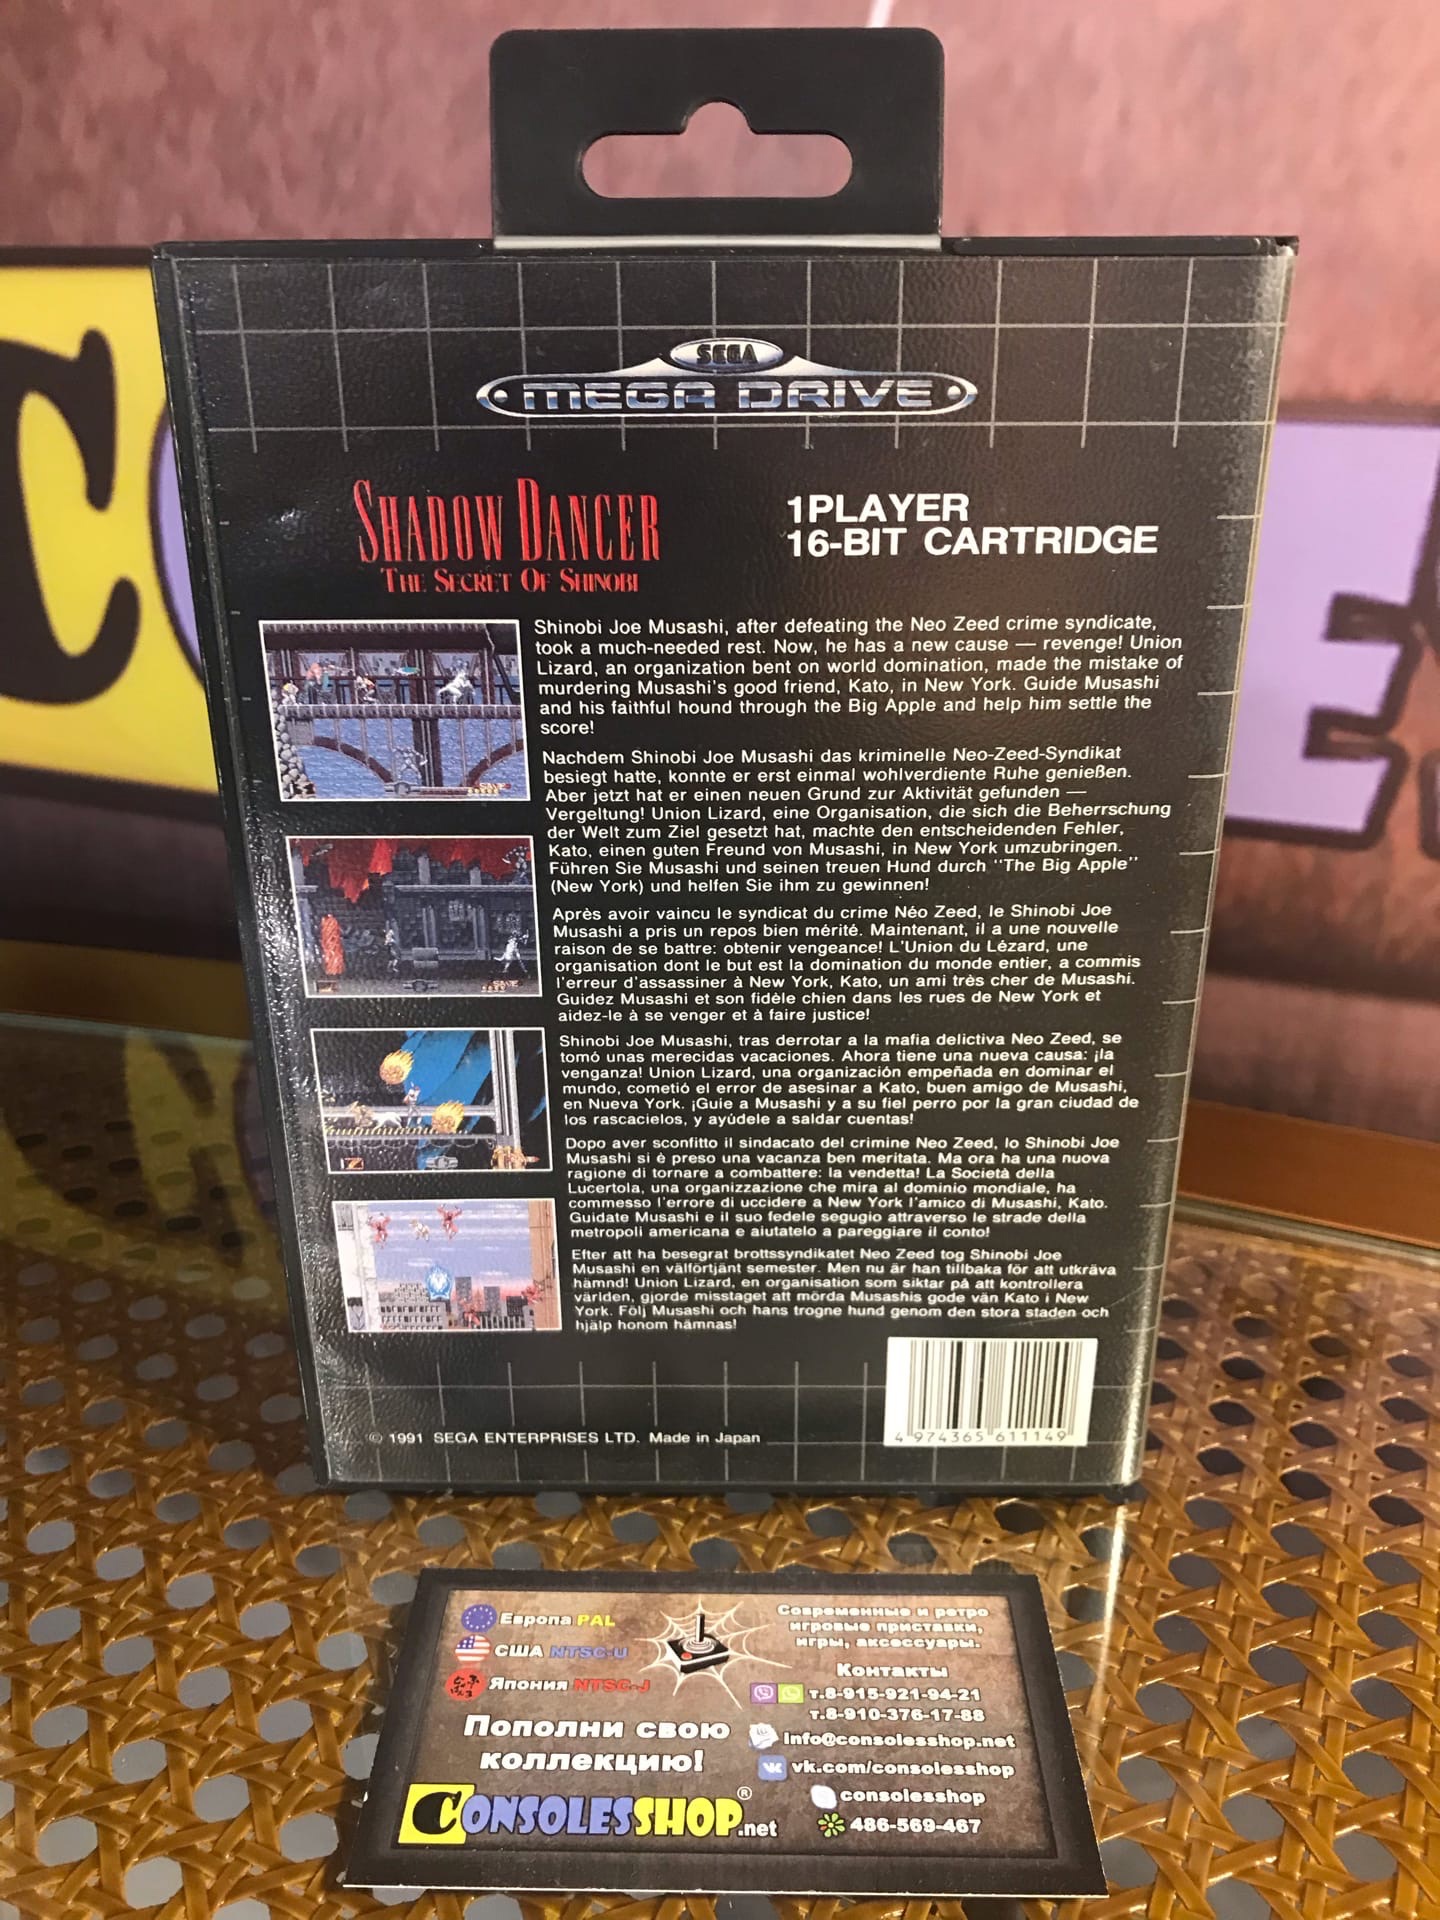 SEGA
MEGA DRIVE
SHADOW DANCER
THE SECRET OF SHINOBI
1PLAYER
16-BIT CARTRIDGE
Shinobi Joe Musashi, after defeating the Neo Zeed crime syndicate,
took a much-needed rest. Now, he has a new cause — revenge! Union
Lizard, an organization bent on world domination, made the mistake of
murdering Musashi's good friend, Kato, in New York. Guide Musashi
and his faithful hound through the Big Apple and help him settle the
score!
Nachdem Shinobi Joe Musashi das kriminelle Neo-Zeed-Syndikat
besiegt hatte, konnte er erst einmal wohlverdiente Ruhe genießen.
Aber jetzt hat er einen neuen Grund zur Aktivität gefunden —
Vergeltung! Union Lizard, eine Organisation, die sich die Beherrschung
der Welt zum Ziel gesetzt hat, machte den entscheidenden Fehler,
Kato, einen guten Freund von Musashi, in New York umzubringen.
Führen Sie Musashi und seinen treuen Hund durch "The Big Apple"
(New York) und helfen Sie ihm zu gewinnen!
Après avoir vaincu le syndicat du crime Néo Zeed, le Shinobi Joe
Musashi a pris un repos bien mérité. Maintenant, il a une nouvelle
raison de se battre: obtenir vengeance! L'Union du Lézard, une
organisation dont le but est la domination du monde entier, a commis
l'erreur d'assassiner à New York, Kato, un ami très cher de Musashi.
Guidez Musashi et son fidèle chien dans les rues de New York et
aidez-le à se venger et à faire justice!
Shinobi Joe Musashi, tras derrotar a la mafia delictiva Neo Zeed, se
tomó unas merecidas vacaciones. Ahora tiene una nueva causa: ¡la
venganza! Union Lizard, una organización empeñada en dominar el
mundo, cometió el error de asesinar a Kato, buen amigo de Musashi,
en Nueva York. ¡Guíe a Musashi y a su fiel perro por la gran ciudad de
los rascacielos, y ayúdele a saldar cuentas!
Dopo aver sconfitto il sindacato del crimine Neo Zeed, lo Shinobi Joe
Musashi si è preso una vacanza ben meritata. Ma ora ha una nuova
ragione di tornare a combattere: la vendetta! La Società della
Lucertola, una organizzazione che mira al dominio mondiale, ha
commesso l'errore di uccidere a New York l'amico di Musashi, Kato.
Guidate Musashi e il suo fedele segugio attraverso le strade della
metropoli americana e aiutatelo a pareggiare il conto!
Efter att ha besegrat brottssyndikatet Neo Zeed tog Shinobi Joe
Musashi en välförtjänt semester. Men nu är han tillbaka för att utkräva
hämnd! Union Lizard, en organisation som siktar på att kontrollera
världen, gjorde misstaget att mörda Musashis gode vän Kato i New
York. Följ Musashi och hans trogne hund genom den stora staden och
hjälp honom hämnas!
4 974365 611149
© 1991 SEGA ENTERPRISES LTD. Made in Japan
Европа PAL
США NTSC-U
Япония NTSC-J
Пополни свою
коллекцию!
CONSOLESSHOP.net ®
Современные и ретро
игровые приставки,
игры, аксессуары.
Контакты
т.8-915-921-94-21
т.8-910-376-17-88
info@consolesshop.net
vk.com/consolesshop
consolesshop
486-569-467